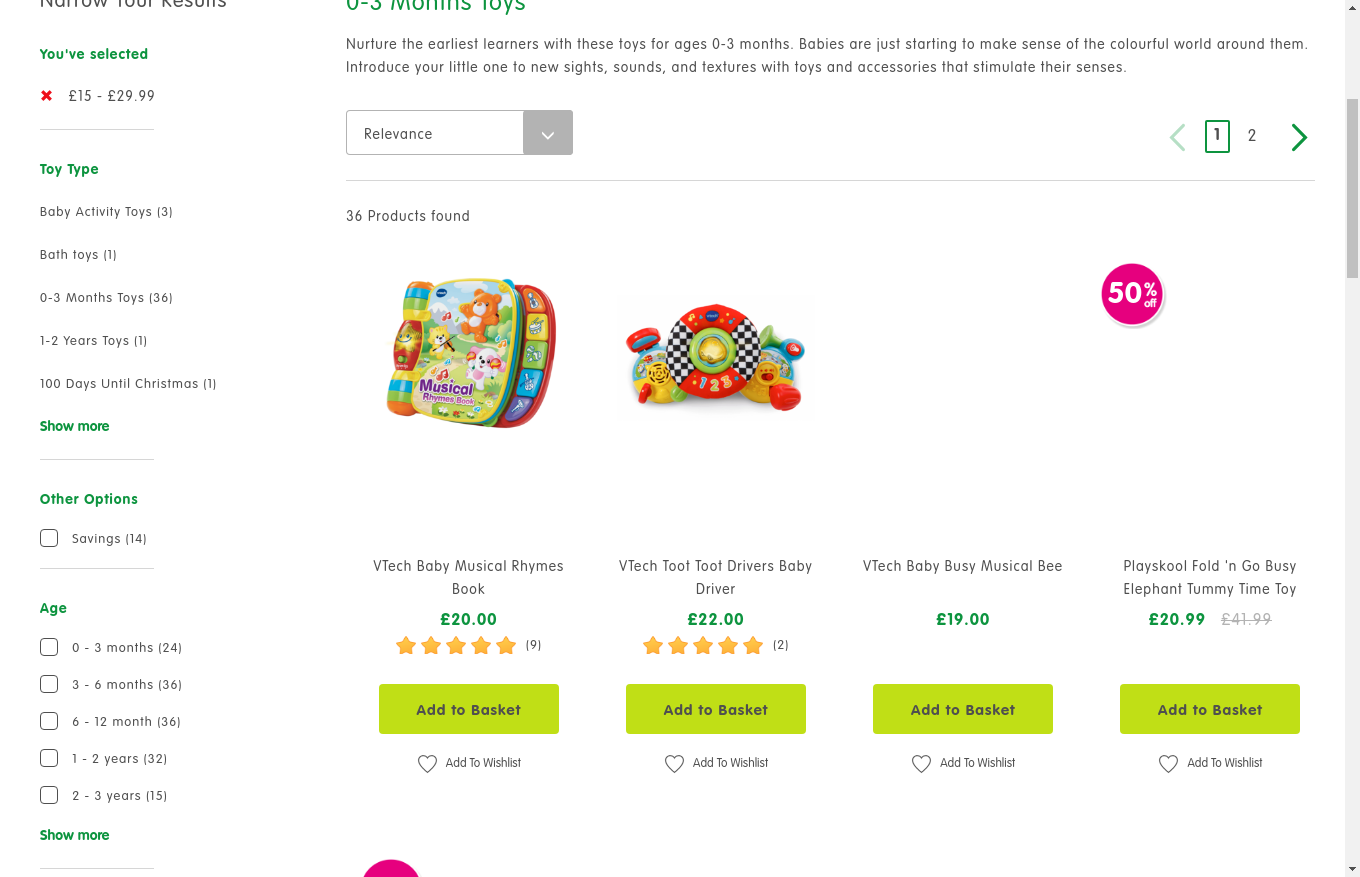 Narrow Your Results
You've selected
£15 - £29.99
Toy Type
Baby Activity Toys (3)
Bath toys (1)
0-3 Months Toys (36)
1-2 Years Toys (1)
100 Days Until Christmas (1)
Show more
Other Options
Savings (14)
Age
0 - 3 months (24)
3 - 6 months (36)
6 - 12 month (36)
1 - 2 years (32)
2 - 3 years (15)
Show more
0-3 Months Toys
Nurture the earliest learners with these toys for ages 0-3 months. Babies are just starting to make sense of the colourful world around them.
Introduce your little one to new sights, sounds, and textures with toys and accessories that stimulate their senses.
Relevance
1 2
36 Products found
Musical
Rhymes Book
VTech Baby Musical Rhymes
Book
£20.00
(9)
Add to Basket
Add To Wishlist
1 2 3
VTech Toot Toot Drivers Baby
Driver
£22.00
(2)
Add to Basket
Add To Wishlist
VTech Baby Busy Musical Bee
£19.00
Add to Basket
Add To Wishlist
50% off
Playskool Fold 'n Go Busy
Elephant Tummy Time Toy
£20.99 £41.99
Add to Basket
Add To Wishlist